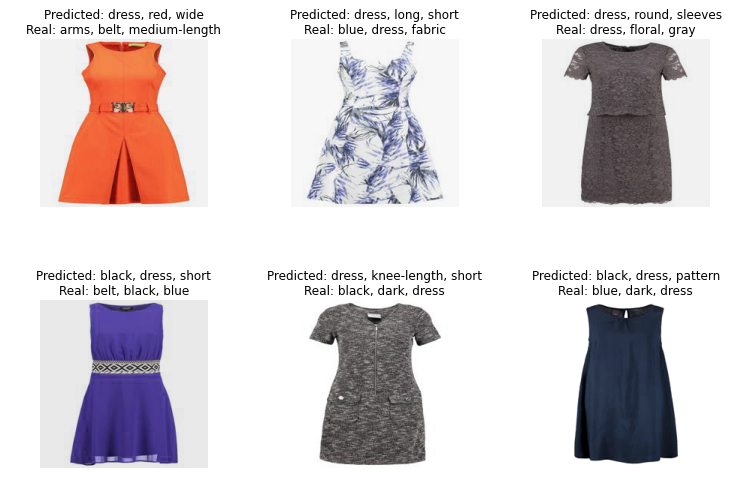 Predicted: dress, red, wide
Real: arms, belt, medium-length
Predicted: dress, long, short
Real: blue, dress, fabric
Predicted: dress, round, sleeves
Real: dress, floral, gray
Predicted: black, dress, short
Real: belt, black, blue
Predicted: dress, knee-length, short
Real: black, dark, dress
Predicted: black, dress, pattern
Real: blue, dark, dress